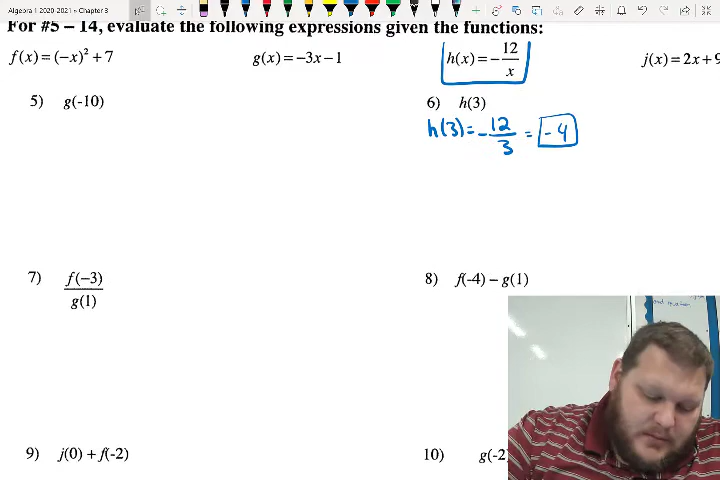 Algebra 1 2020-2021 > Chapter 3
For #5 – 14, evaluate the following expressions given the functions:
f(x) = (−x)² + 7 g(x) = −3x − 1 h(x) = −12/x j(x) = 2x + 9
5) g(-10) 6) h(3)
h(3) = −12/3 = −4
7) f(−3)/g(1) 8) f(-4) − g(1)
9) j(0) + f(-2) 10) g(-2